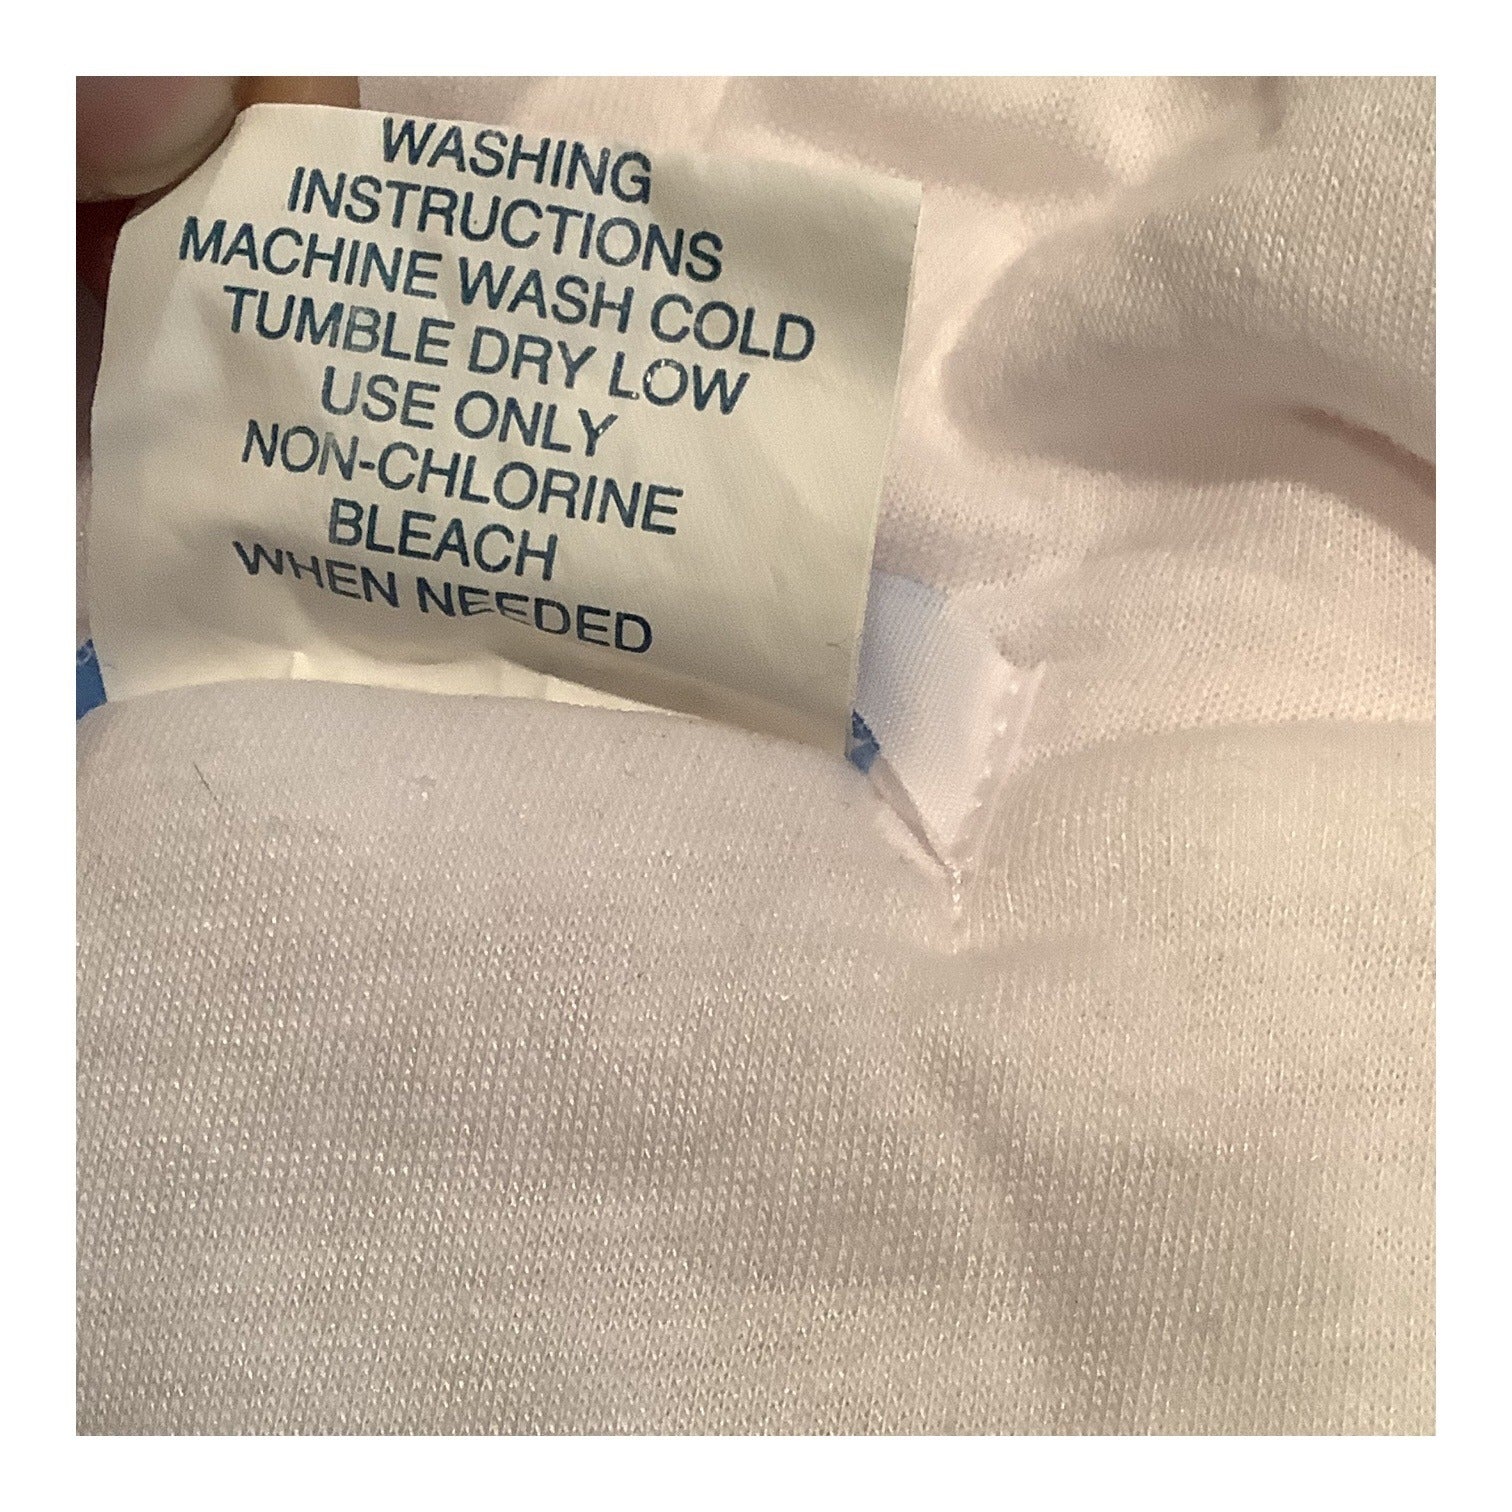 WASHING
INSTRUCTIONS
MACHINE WASH COLD
TUMBLE DRY LOW
USE ONLY
NON-CHLORINE
BLEACH
WHEN NEEDED